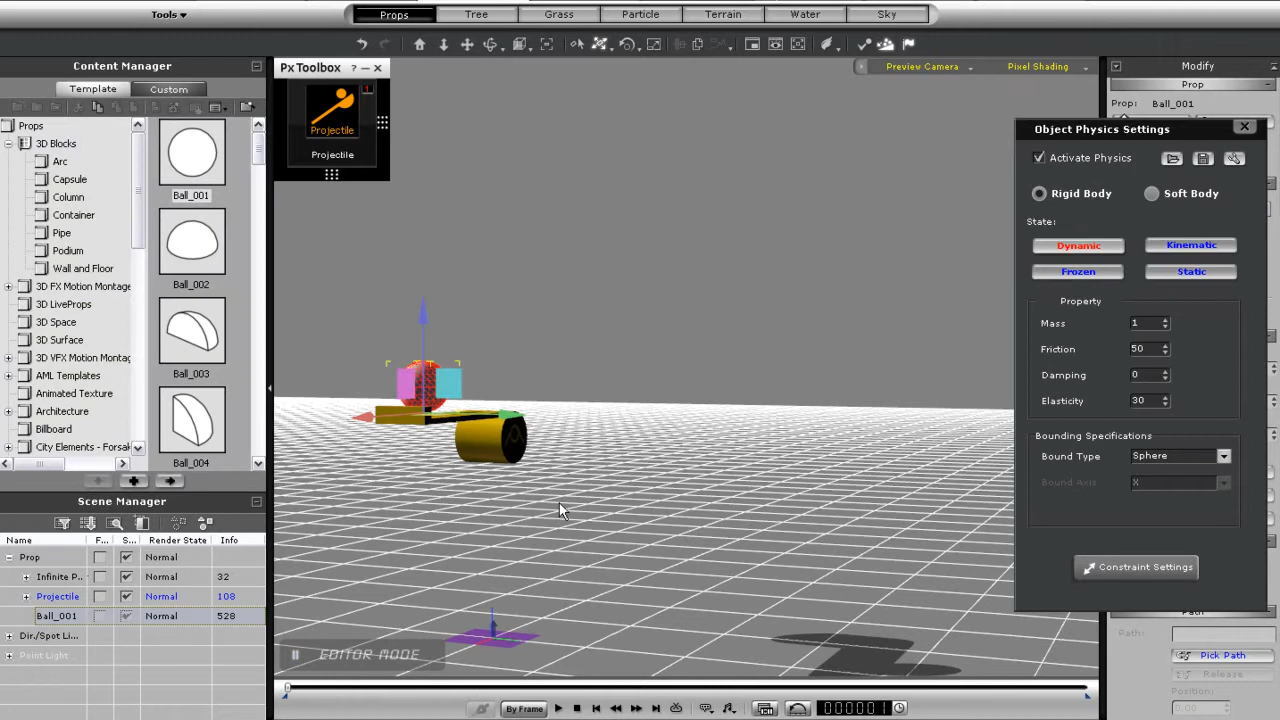 Tools
Props Tree Grass Particle Terrain Water Sky
Content Manager
Template Custom
Props
3D Blocks
Arc
Capsule
Column
Container
Pipe
Podium
Wall and Floor
3D FX Motion Montag
3D LiveProps
3D Space
3D Surface
3D VFX Motion Montag
AML Templates
Animated Texture
Architecture
Billboard
City Elements - Forsak
Ball_001
Ball_002
Ball_003
Ball_004
Scene Manager
Name F... S... Render State Info
Prop Normal
Infinite P.. Normal 32
Projectile Normal 108
Ball_001 Normal 528
Dir./Spot Li...
Point Light
Px Toolbox ?
1
Projectile
Projectile
Preview Camera Pixel Shading
EDITOR MODE
By Frame
000001
Modify
Prop
Prop: Ball_001
Object Physics Settings
Activate Physics
Rigid Body Soft Body
State:
Dynamic Kinematic
Frozen Static
Property
Mass 1
Friction 50
Damping 0
Elasticity 30
Bounding Specifications
Bound Type Sphere
Bound Axis X
Constraint Settings
Path
Path:
Pick Path
Release
Position:
0.00